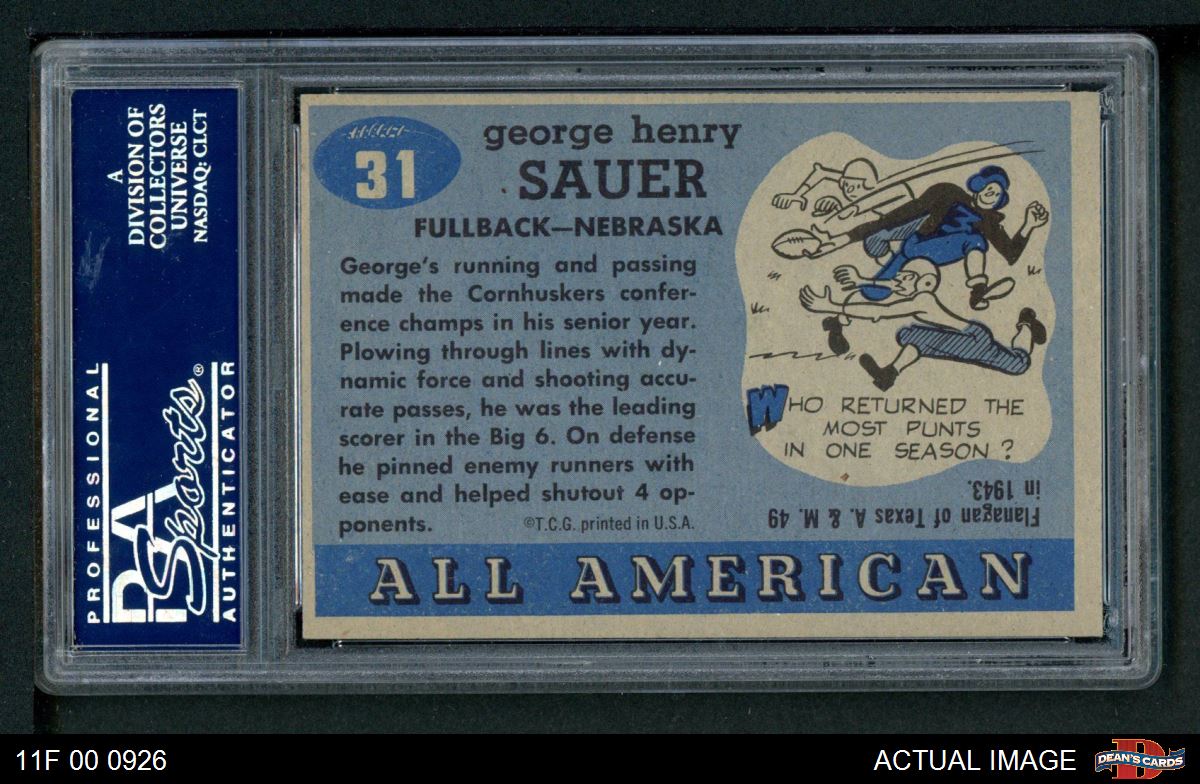 A
DIVISION OF
COLLECTORS
UNIVERSE
NASDAQ: CLCT
PROFESSIONAL
PSA
Sports®
AUTHENTICATOR
31
george henry
SAUER
FULLBACK—NEBRASKA
George's running and passing
made the Cornhuskers confer-
ence champs in his senior year.
Plowing through lines with dy-
namic force and shooting accu-
rate passes, he was the leading
scorer in the Big 6. On defense
he pinned enemy runners with
ease and helped shutout 4 op-
ponents.
©T.C.G. printed in U.S.A.
WHO RETURNED THE
MOST PUNTS
IN ONE SEASON?
Flanagan of Texas A. & M. 49
in 1943.
ALL AMERICAN
11F 00 0926
ACTUAL IMAGE
D
DEAN'S CARDS